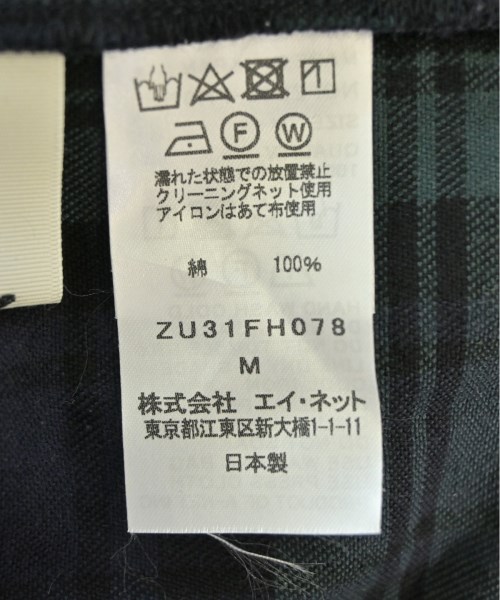 F W
濡れた状態での放置禁止
クリーニングネット使用
アイロンはあて布使用
綿 100%
ZU31FH078
M
株式会社 エイ・ネット
東京都江東区新大橋1-1-11
日本製